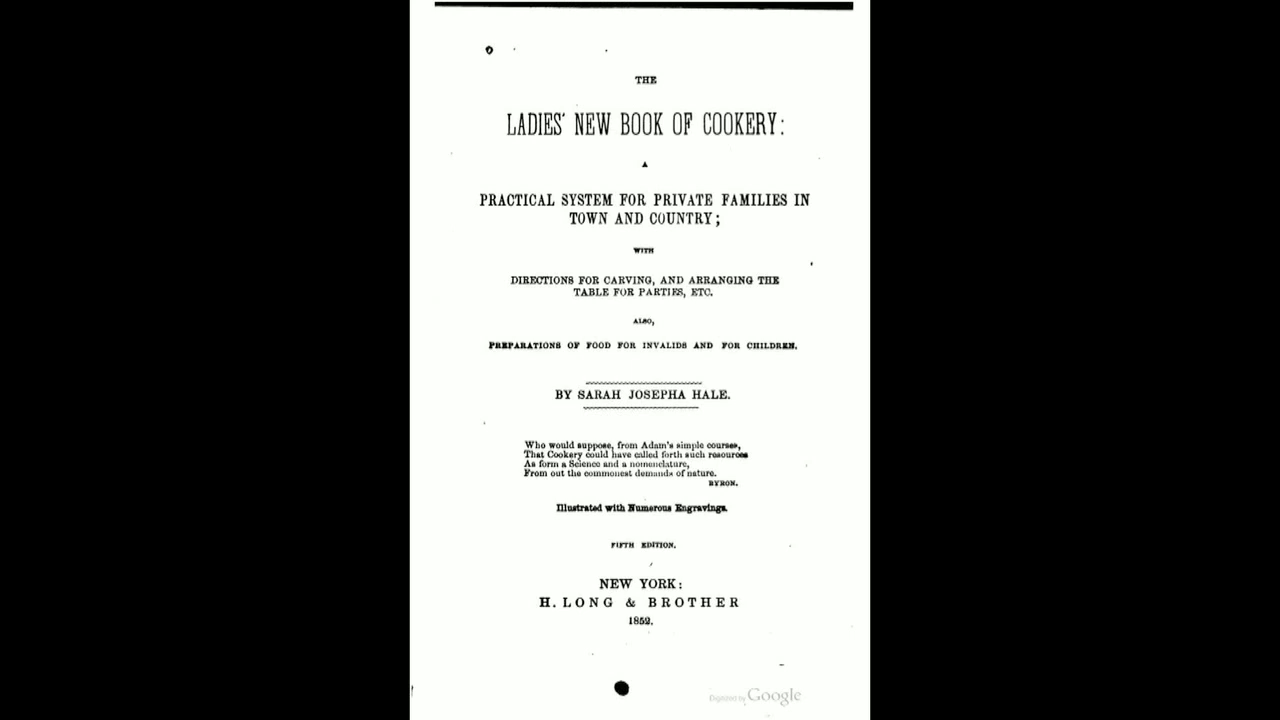 THE
LADIES' NEW BOOK OF COOKERY:
A
PRACTICAL SYSTEM FOR PRIVATE FAMILIES IN
TOWN AND COUNTRY;
WITH
DIRECTIONS FOR CARVING, AND ARRANGING THE
TABLE FOR PARTIES, ETC.
ALSO,
PREPARATIONS OF FOOD FOR INVALIDS AND FOR CHILDREN.
BY SARAH JOSEPHA HALE.
Who would suppose, from Adam's simple courses,
That Cookery could have called forth such resources
As form a Science and a nomenclature,
From out the commonest demands of nature.
BYRON.
Illustrated with Numerous Engravings.
FIFTH EDITION.
NEW YORK:
H. LONG & BROTHER
1852.
Digitized by Google